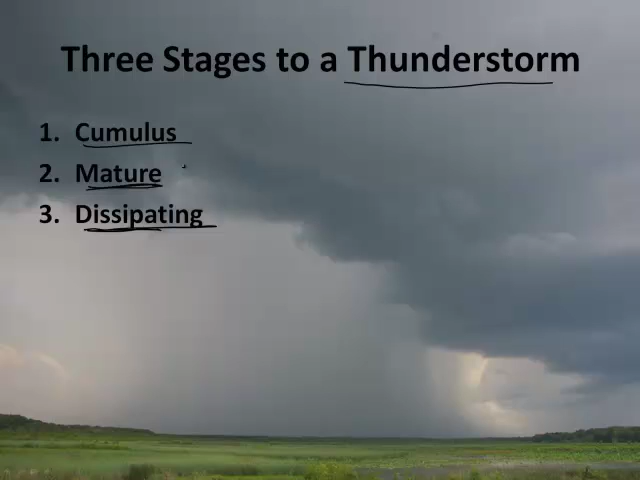 Three Stages to a Thunderstorm
1. Cumulus
2. Mature
3. Dissipating